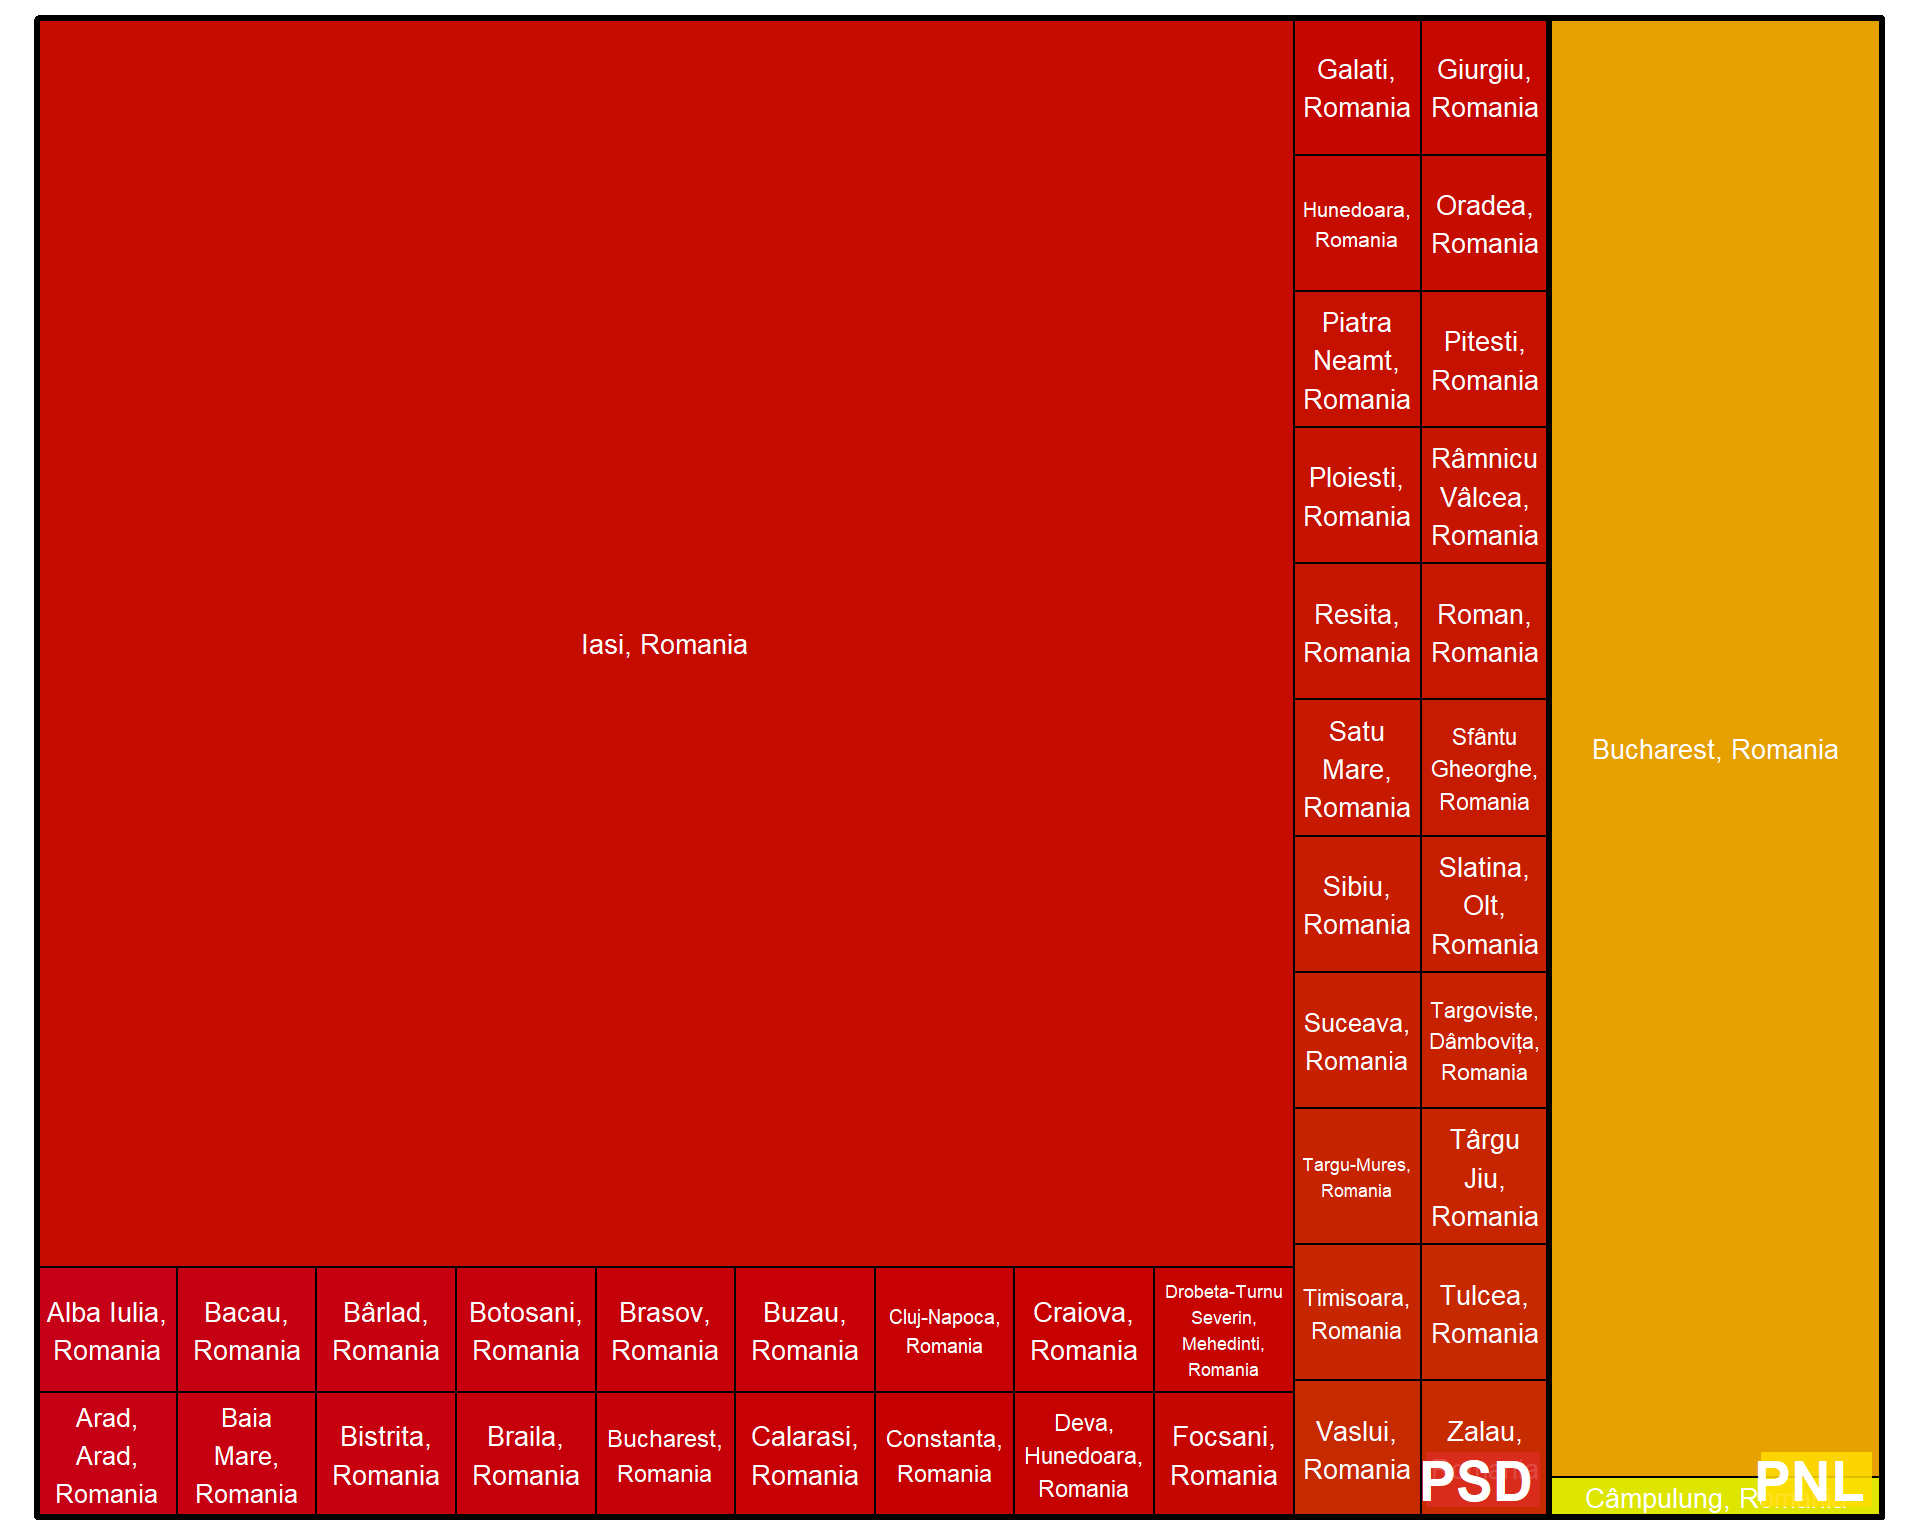 Iasi, Romania
Galati,
Romania
Giurgiu,
Romania
Hunedoara,
Romania
Oradea,
Romania
Piatra
Neamt,
Romania
Pitesti,
Romania
Ploiesti,
Romania
Râmnicu
Vâlcea,
Romania
Resita,
Romania
Roman,
Romania
Satu
Mare,
Romania
Sfântu
Gheorghe,
Romania
Sibiu,
Romania
Slatina,
Olt,
Romania
Suceava,
Romania
Targoviste,
Dâmbovița,
Romania
Targu-Mures,
Romania
Târgu
Jiu,
Romania
Timisoara,
Romania
Tulcea,
Romania
Vaslui,
Romania
Zalau,
Romania
PSD
Alba Iulia,
Romania
Bacau,
Romania
Bârlad,
Romania
Botosani,
Romania
Brasov,
Romania
Buzau,
Romania
Cluj-Napoca,
Romania
Craiova,
Romania
Drobeta-Turnu
Severin,
Mehedinti,
Romania
Arad,
Arad,
Romania
Baia
Mare,
Romania
Bistrita,
Romania
Braila,
Romania
Bucharest,
Romania
Calarasi,
Romania
Constanta,
Romania
Deva,
Hunedoara,
Romania
Focsani,
Romania
Bucharest, Romania
Câmpulung, Romania
PNL